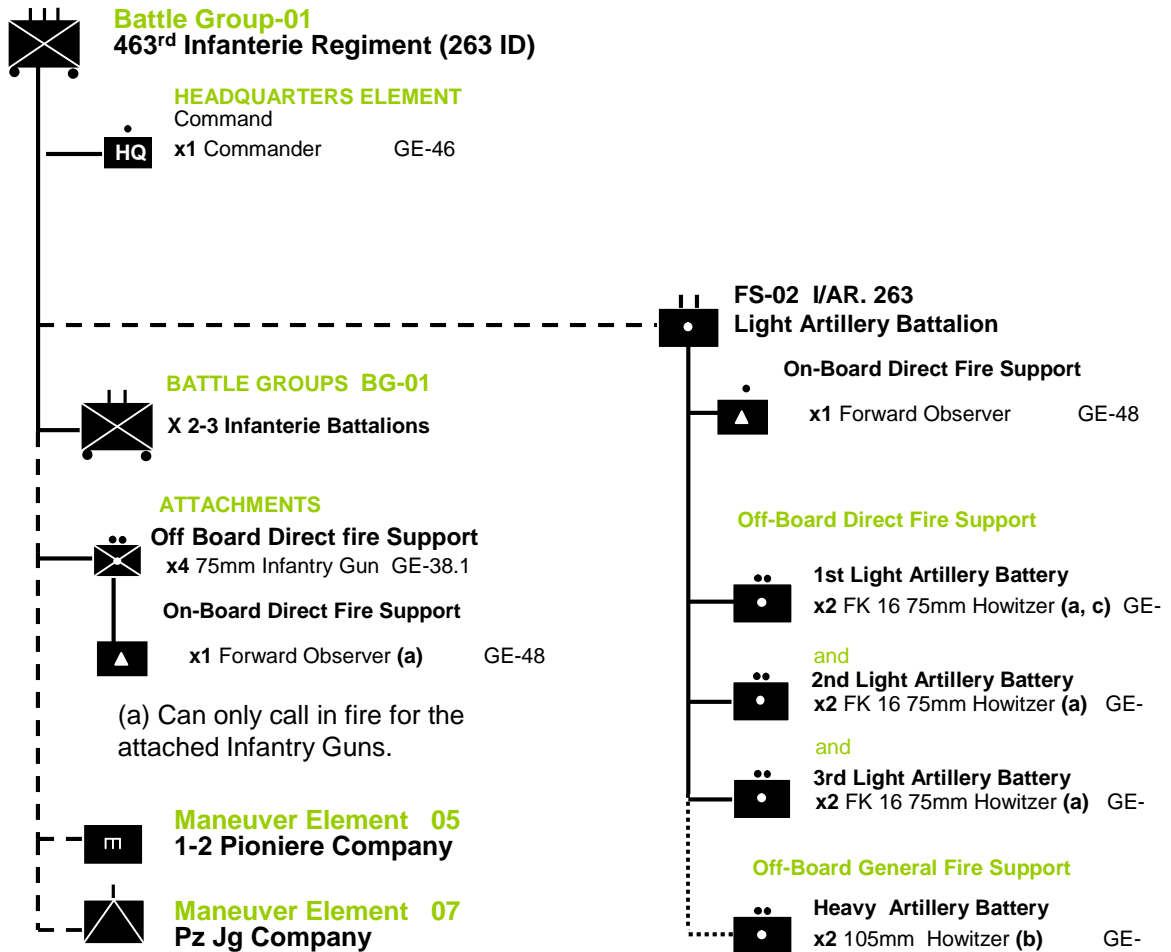 Battle Group-01
463rd Infanterie Regiment (263 ID)
HEADQUARTERS ELEMENT
Command
HQ x1 Commander GE-46
FS-02 I/AR. 263
Light Artillery Battalion
On-Board Direct Fire Support
x1 Forward Observer GE-48
BATTLE GROUPS BG-01
X 2-3 Infanterie Battalions
ATTACHMENTS
Off Board Direct fire Support
x4 75mm Infantry Gun GE-38.1
On-Board Direct Fire Support
x1 Forward Observer (a) GE-48
(a) Can only call in fire for the
attached Infantry Guns.
Maneuver Element 05
1-2 Pioniere Company
Maneuver Element 07
Pz Jg Company
Off-Board Direct Fire Support
1st Light Artillery Battery
x2 FK 16 75mm Howitzer (a, c) GE-
and
2nd Light Artillery Battery
x2 FK 16 75mm Howitzer (a) GE-
and
3rd Light Artillery Battery
x2 FK 16 75mm Howitzer (a) GE-
Off-Board General Fire Support
Heavy Artillery Battery
x2 105mm Howitzer (b) GE-